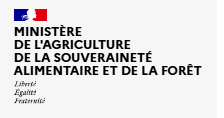 MINISTÈRE
DE L'AGRICULTURE
DE LA SOUVERAINETÉ
ALIMENTAIRE ET DE LA FORÊT
Liberté
Égalité
Fraternité